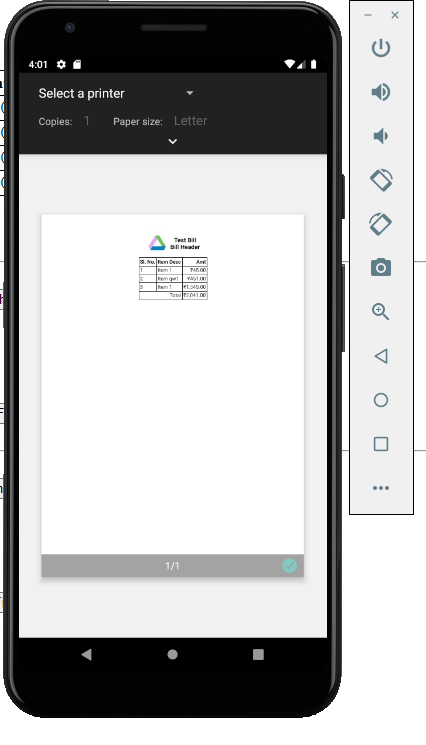 4:01
Select a printer
Copies: 1 Paper size: Letter
Test Bill
Bill Header
Sl. No. Item Desc Amt
1 Item 1 ₹45.00
2 Item qwt ₹451.00
3 Item 1 ₹1,545.00
Total ₹2,041.00
1/1